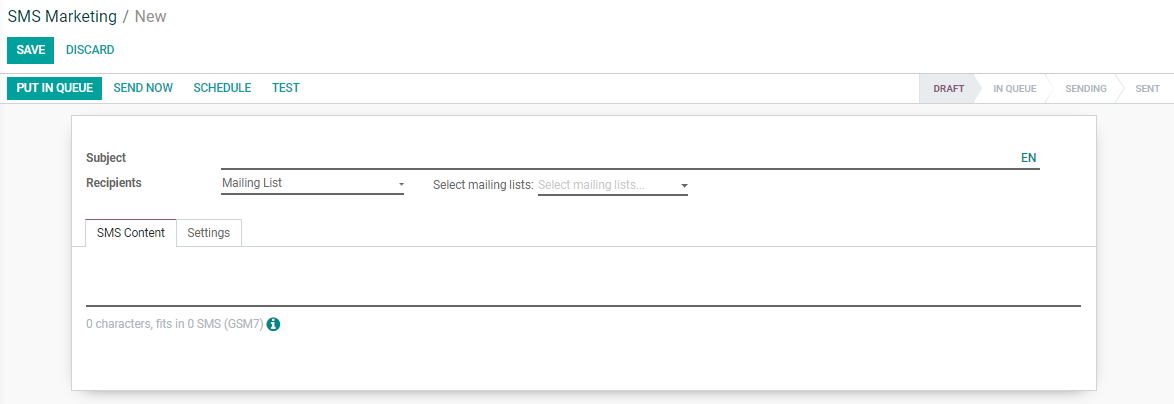 SMS Marketing / New
SAVE DISCARD
PUT IN QUEUE SEND NOW SCHEDULE TEST DRAFT IN QUEUE SENDING SENT
Subject EN
Recipients Mailing List Select mailing lists: Select mailing lists...
SMS Content Settings
0 characters, fits in 0 SMS (GSM7)